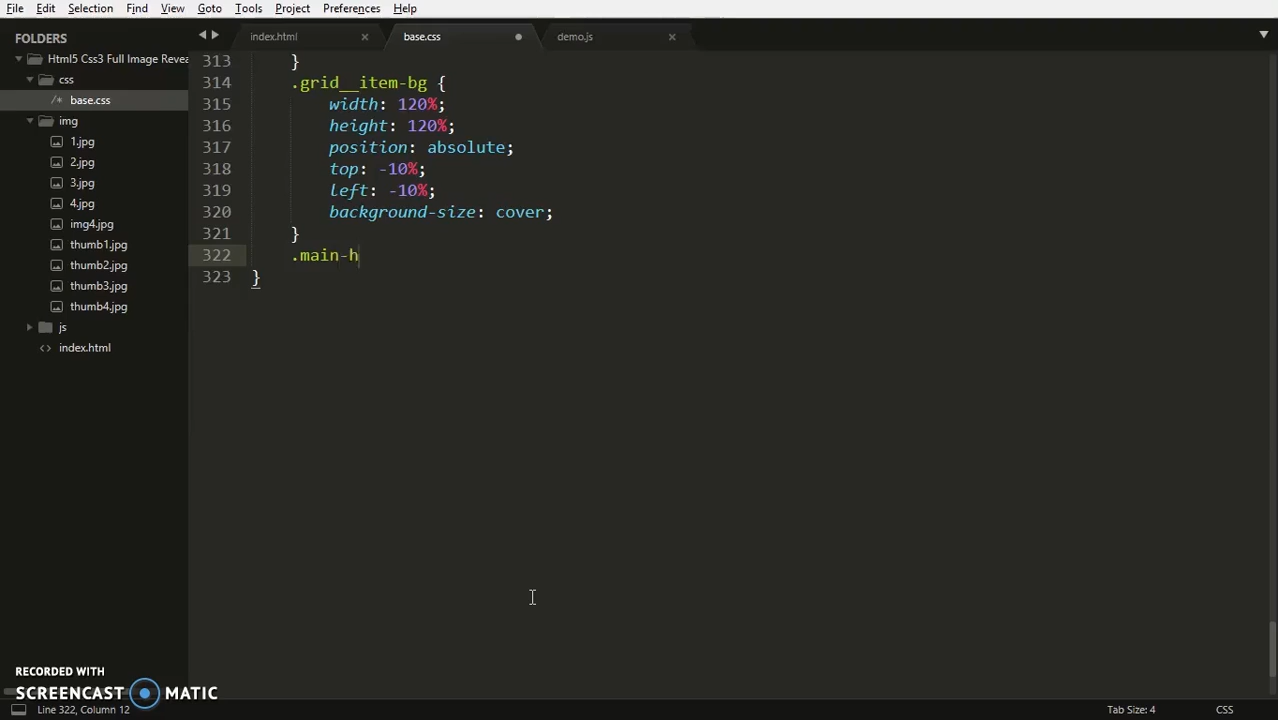 File Edit Selection Find View Goto Tools Project Preferences Help
FOLDERS
Html5 Css3 Full Image Revea
css
/* base.css
img
1.jpg
2.jpg
3.jpg
4.jpg
img4.jpg
thumb1.jpg
thumb2.jpg
thumb3.jpg
thumb4.jpg
js
<> index.html
index.html × base.css demo.js ×
313 }
314 .grid__item-bg {
315 width: 120%;
316 height: 120%;
317 position: absolute;
318 top: -10%;
319 left: -10%;
320 background-size: cover;
321 }
322 .main-h
323 }
RECORDED WITH
SCREENCAST MATIC
Line 322, Column 12 Tab Size: 4 CSS